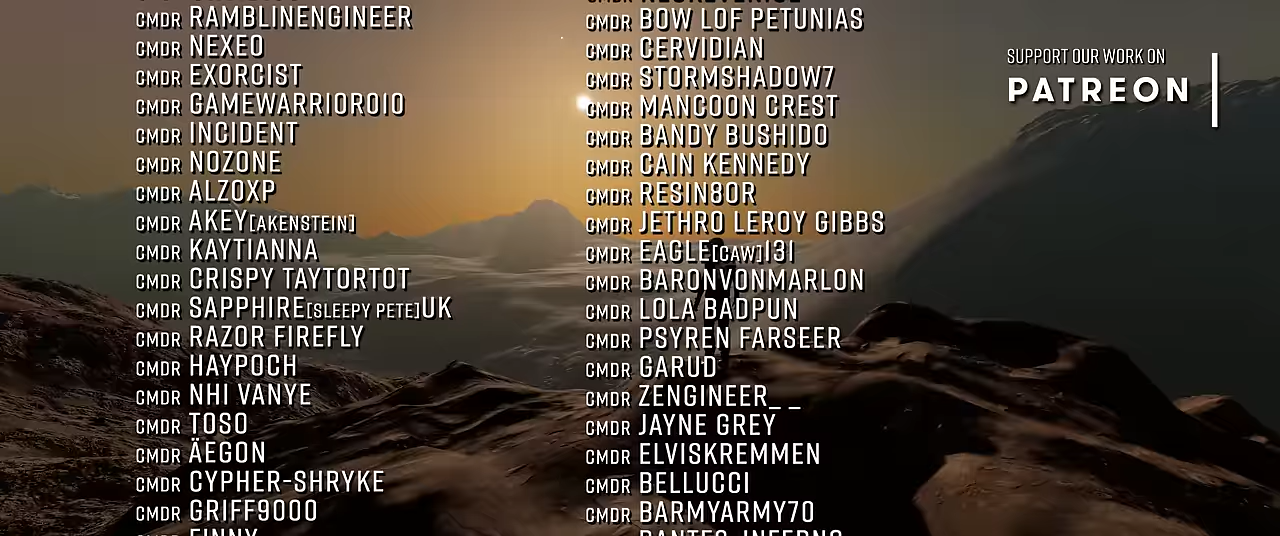 CMDR RAMBLINENGINEER
CMDR NEXEO
CMDR EXORCIST
CMDR GAMEWARRIOR010
CMDR INCIDENT
CMDR NOZONE
CMDR ALZOXP
CMDR AKEY[AKENSTEIN]
CMDR KAYTIANNA
CMDR CRISPY TAYTORTOT
CMDR SAPPHIRE[SLEEPY PETE]UK
CMDR RAZOR FIREFLY
CMDR HAYPOCH
CMDR NHI VANYE
CMDR TOSO
CMDR ÄEGON
CMDR CYPHER-SHRYKE
CMDR GRIFF9000
CMDR BOW LOF PETUNIAS
CMDR CERVIDIAN
CMDR STORMSHADOW7
CMDR MANCOON CREST
CMDR BANDY BUSHIDO
CMDR CAIN KENNEDY
CMDR RESIN8OR
CMDR JETHRO LEROY GIBBS
CMDR EAGLE[CAW]131
CMDR BARONVONMARLON
CMDR LOLA BADPUN
CMDR PSYREN FARSEER
CMDR GARUD
CMDR ZENGINEER_ _
CMDR JAYNE GREY
CMDR ELVISKREMMEN
CMDR BELLUCCI
CMDR BARMYARMY70
SUPPORT OUR WORK ON
PATREON